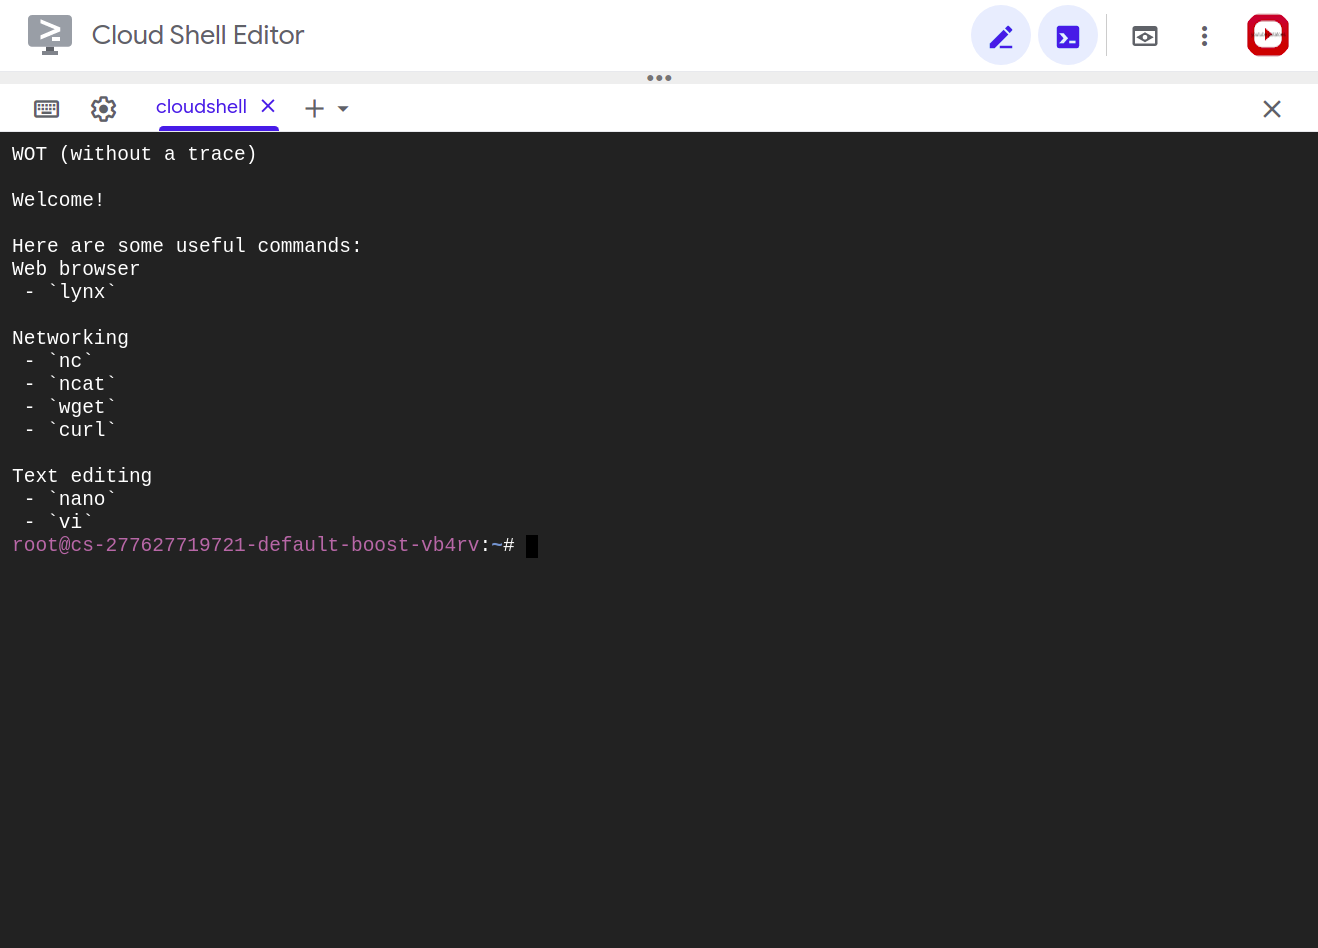 Cloud Shell Editor
cloudshell
WOT (without a trace)
Welcome!
Here are some useful commands:
Web browser
- `lynx`
Networking
- `nc`
- `ncat`
- `wget`
- `curl`
Text editing
- `nano`
- `vi`
root@cs-277627719721-default-boost-vb4rv:~#